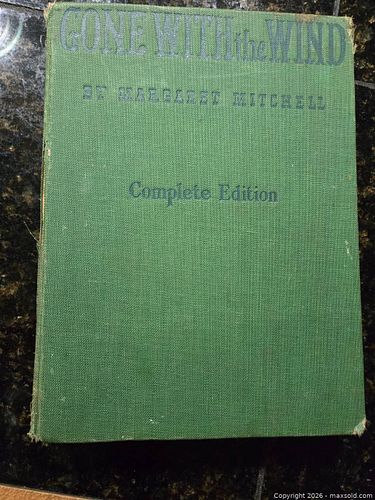 GONE WITH the WIND
BY MARGARET MITCHELL
Complete Edition
Copyright 2026 - maxsold.com